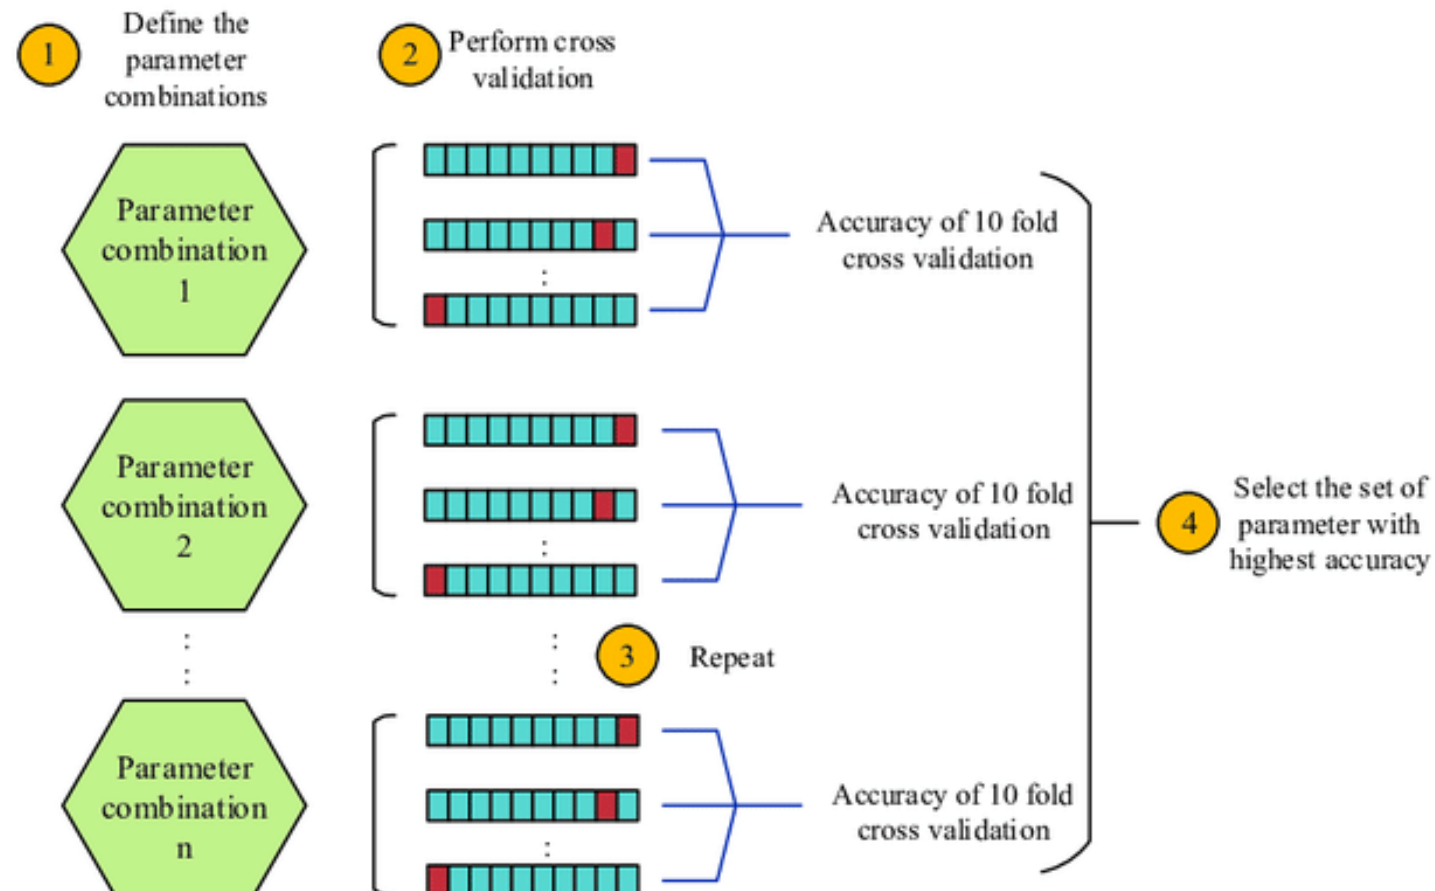 1
Define the
parameter
combinations
2
Perform cross
validation
Parameter
combination
1
Accuracy of 10 fold
cross validation
Parameter
combination
2
Accuracy of 10 fold
cross validation
3
Repeat
Parameter
combination
n
Accuracy of 10 fold
cross validation
4
Select the set of
parameter with
highest accuracy